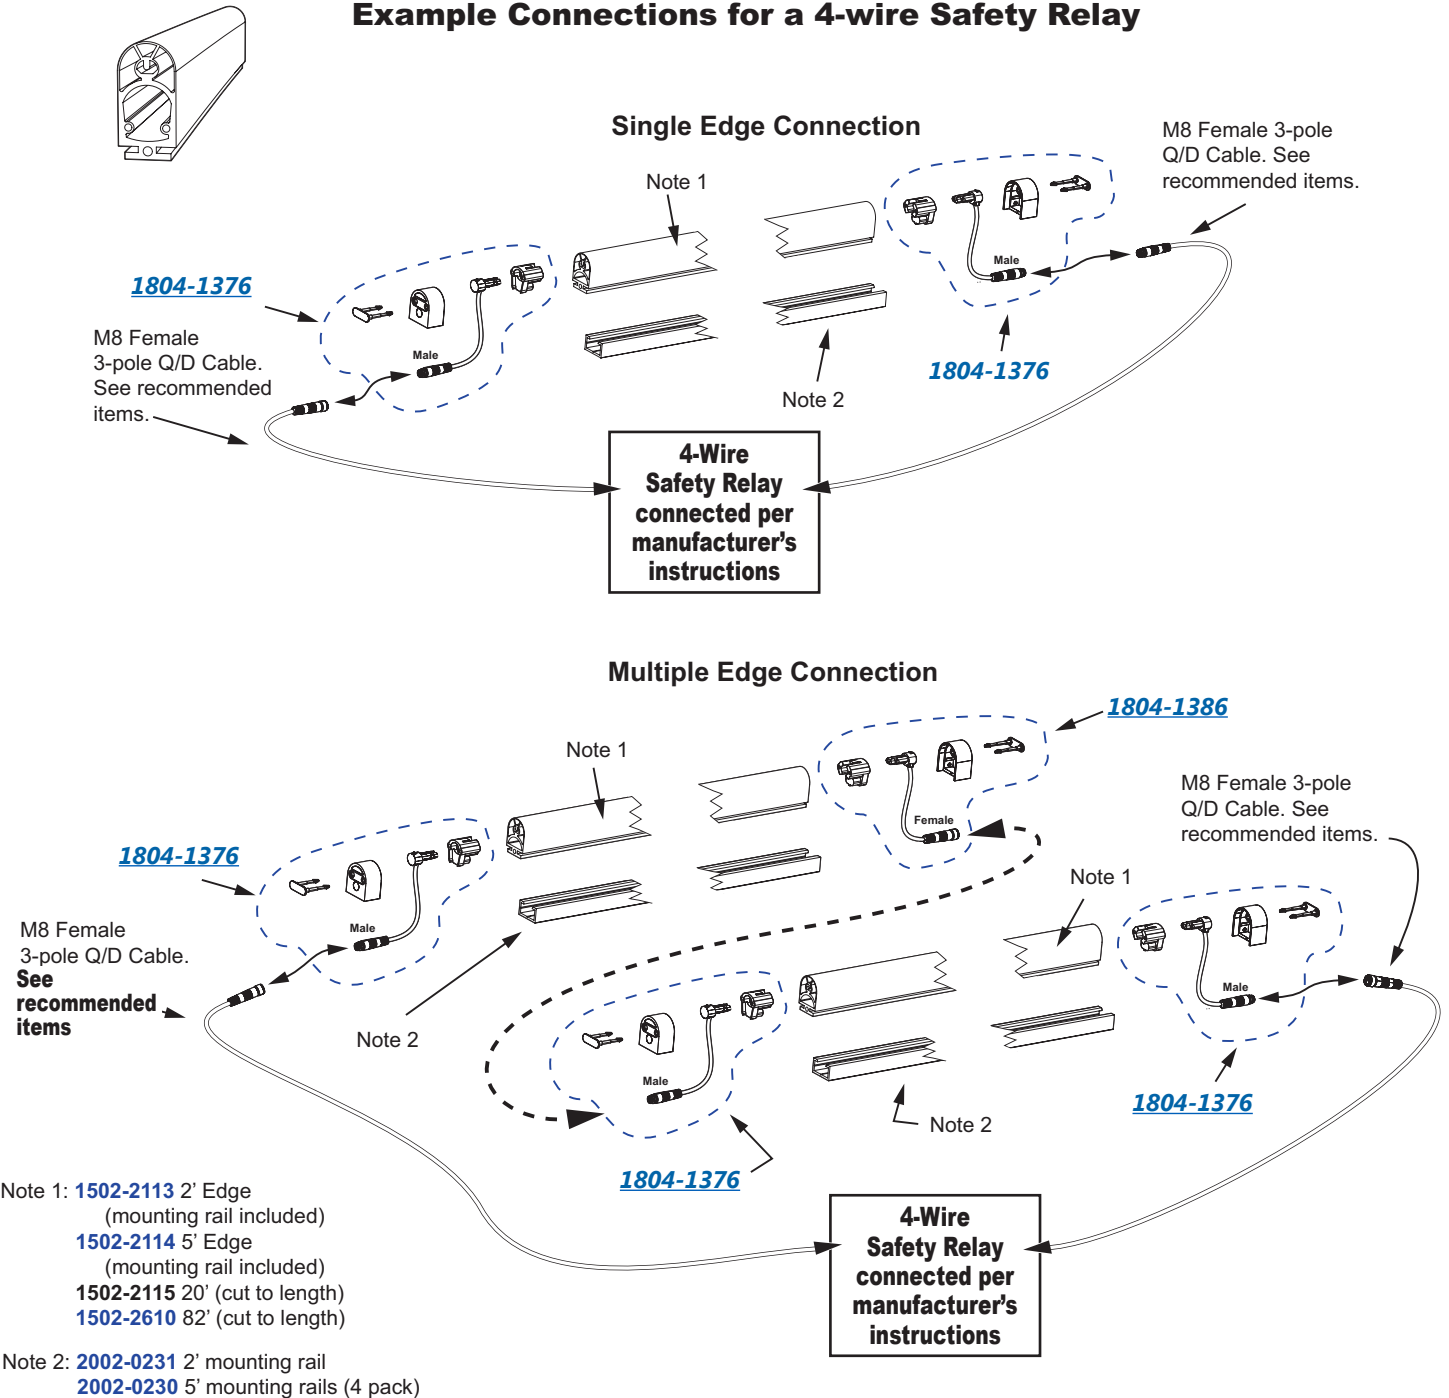 Example Connections for a 4-wire Safety Relay
Single Edge Connection
M8 Female 3-pole
Q/D Cable. See
recommended items.
Note 1
Male
1804-1376
M8 Female
3-pole Q/D Cable.
See recommended
items.
Male
1804-1376
Note 2
4-Wire
Safety Relay
connected per
manufacturer's
instructions
Multiple Edge Connection
1804-1386
Note 1
M8 Female 3-pole
Q/D Cable. See
recommended items.
Female
1804-1376
Note 1
M8 Female
3-pole Q/D Cable.
See
recommended
items
Male
Note 2
Male
Male
1804-1376
Note 2
1804-1376
Note 1: 1502-2113 2' Edge
(mounting rail included)
1502-2114 5' Edge
(mounting rail included)
1502-2115 20' (cut to length)
1502-2610 82' (cut to length)
4-Wire
Safety Relay
connected per
manufacturer's
instructions
Note 2: 2002-0231 2' mounting rail
2002-0230 5' mounting rails (4 pack)